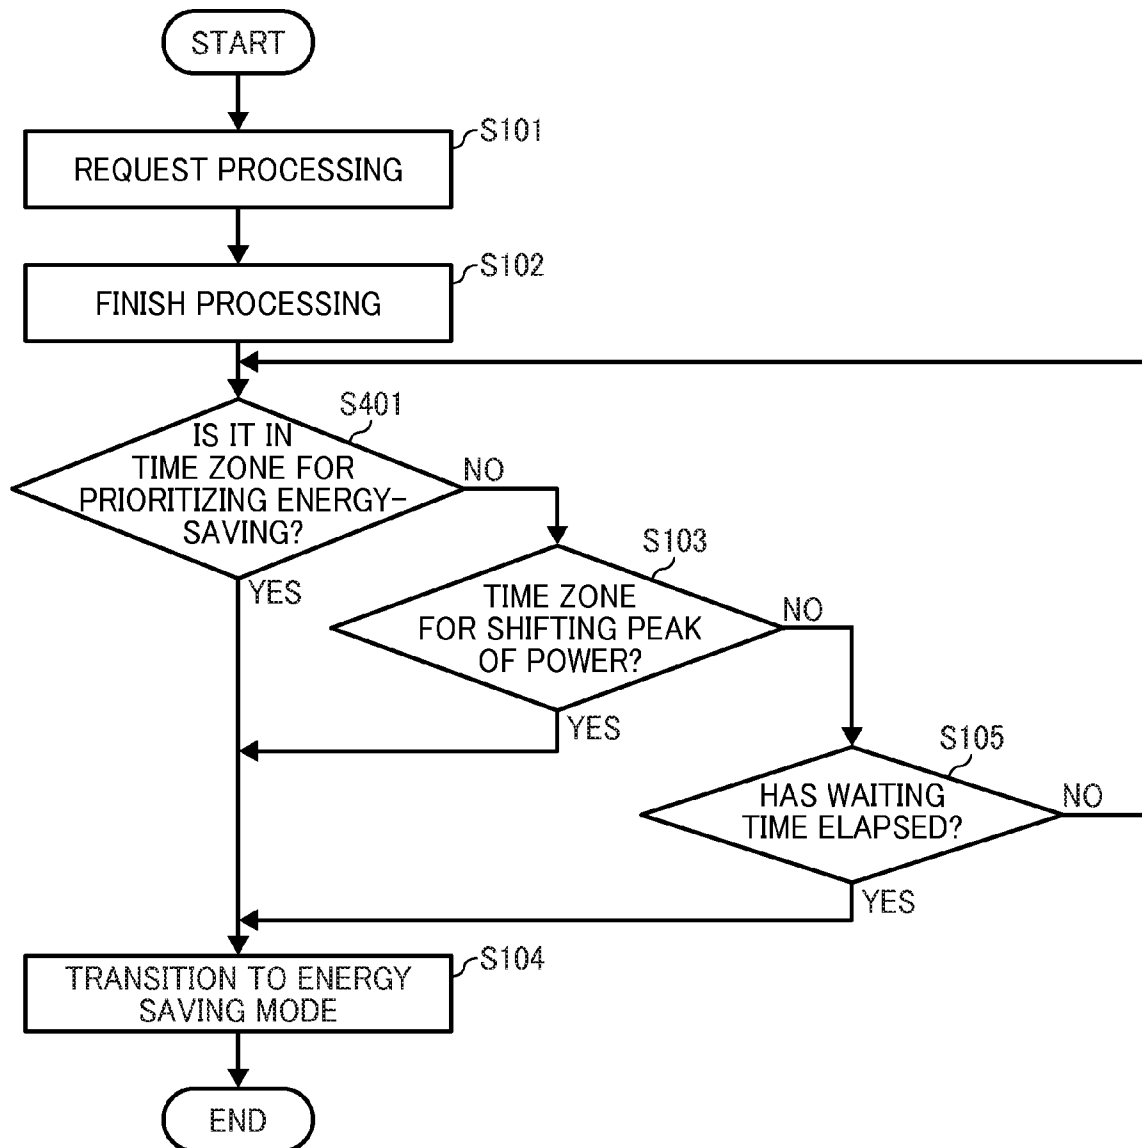 START
S101
REQUEST PROCESSING
S102
FINISH PROCESSING
S401
IS IT IN
TIME ZONE FOR
PRIORITIZING ENERGY-
SAVING?
NO
YES
S103
TIME ZONE
FOR SHIFTING PEAK
OF POWER?
NO
YES
S105
HAS WAITING
TIME ELAPSED?
NO
YES
S104
TRANSITION TO ENERGY
SAVING MODE
END